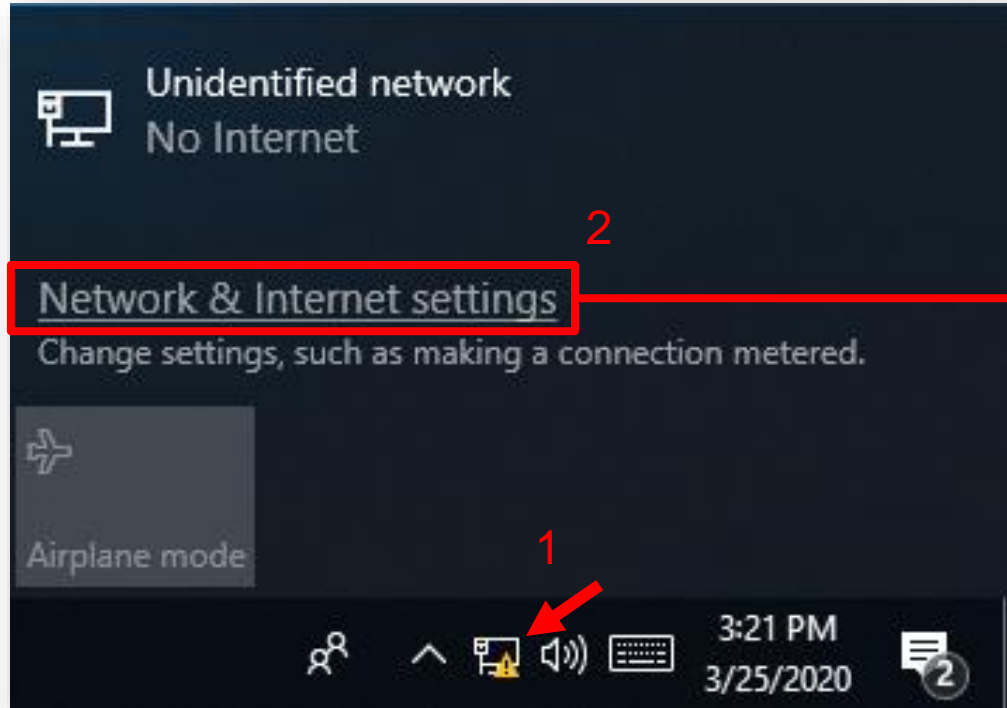 Unidentified network
No Internet
2
Network & Internet settings
Change settings, such as making a connection metered.
Airplane mode
1
3:21 PM
3/25/2020
2